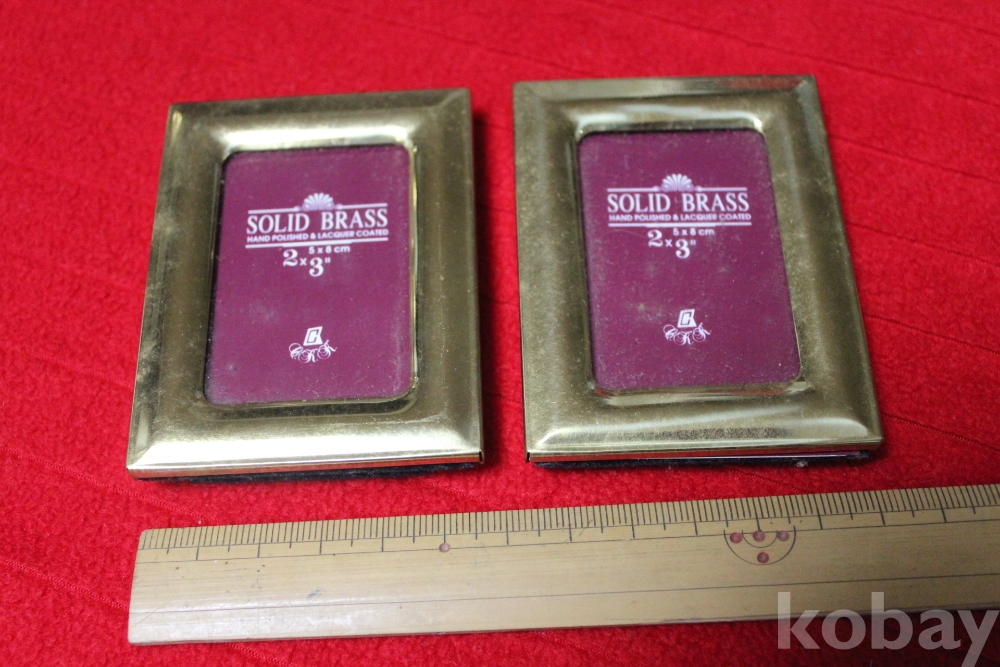 SOLID BRASS
HAND POLISHED & LACQUER COATED
5 x 8 cm
2 x 3"
SOLID BRASS
HAND POLISHED & LACQUER COATED
5 x 8 cm
2 x 3"
kobay